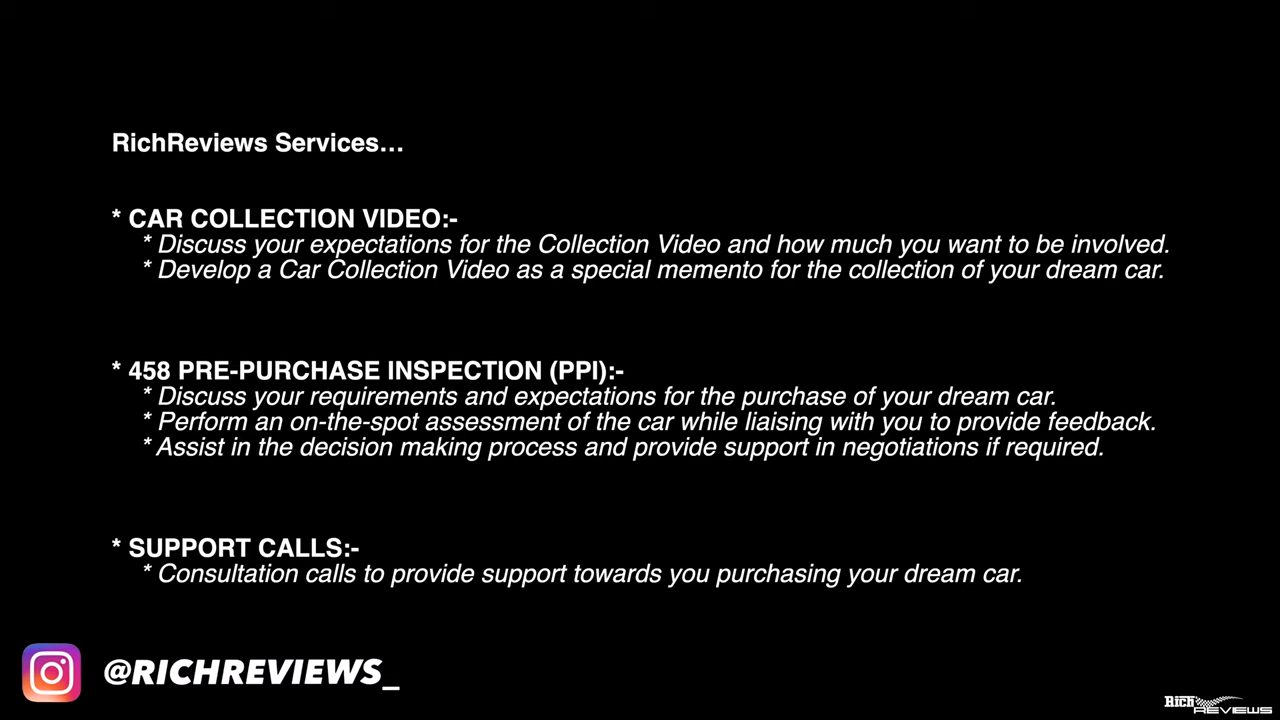 RichReviews Services…
* CAR COLLECTION VIDEO:-
* Discuss your expectations for the Collection Video and how much you want to be involved.
* Develop a Car Collection Video as a special memento for the collection of your dream car.
* 458 PRE-PURCHASE INSPECTION (PPI):-
* Discuss your requirements and expectations for the purchase of your dream car.
* Perform an on-the-spot assessment of the car while liaising with you to provide feedback.
* Assist in the decision making process and provide support in negotiations if required.
* SUPPORT CALLS:-
* Consultation calls to provide support towards you purchasing your dream car.
@RICHREVIEWS_
Rich
REVIEWS